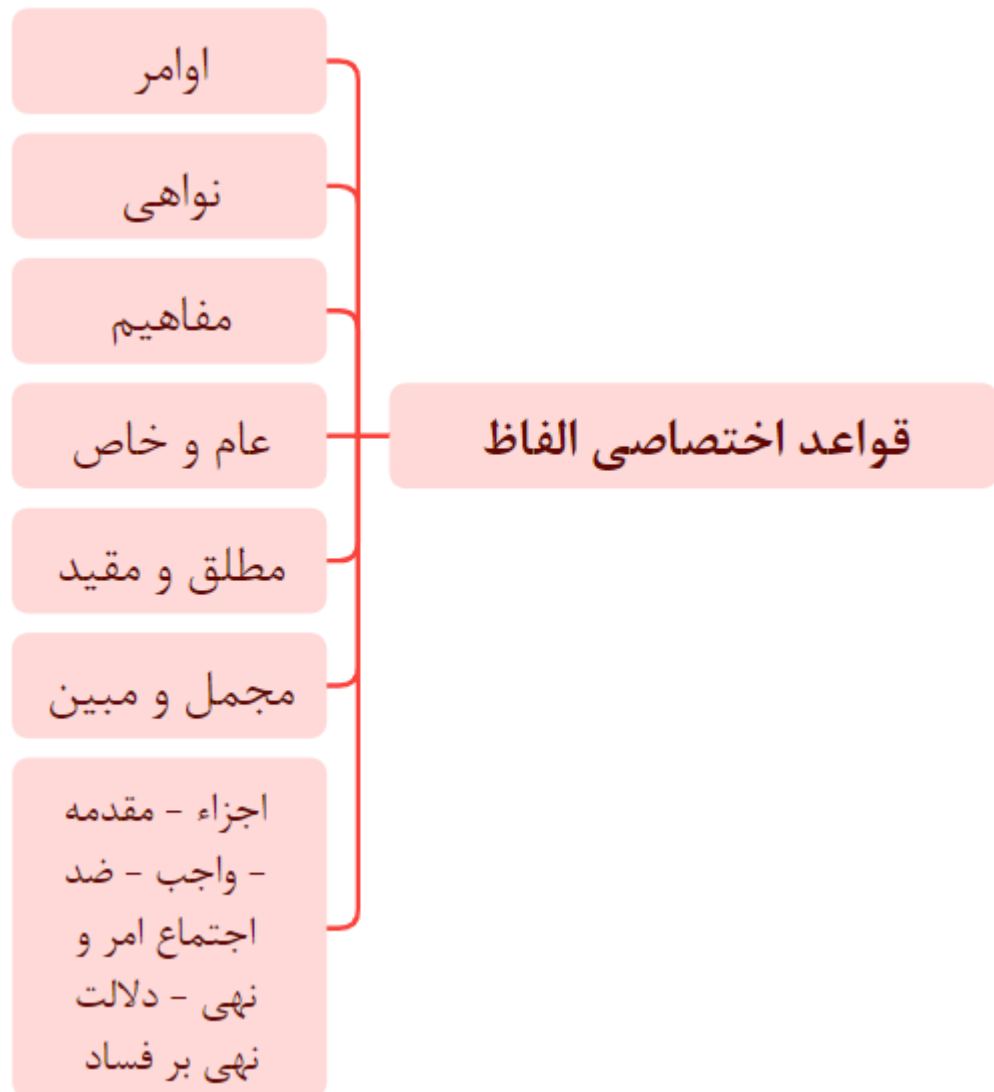 قواعد اختصاصی الفاظ
اوامر
نواهی
مفاهیم
عام و خاص
مطلق و مقید
مجمل و مبین
اجزاء - مقدمه
- واجب - ضد
اجتماع امر و
نهی - دلالت
نهی بر فساد